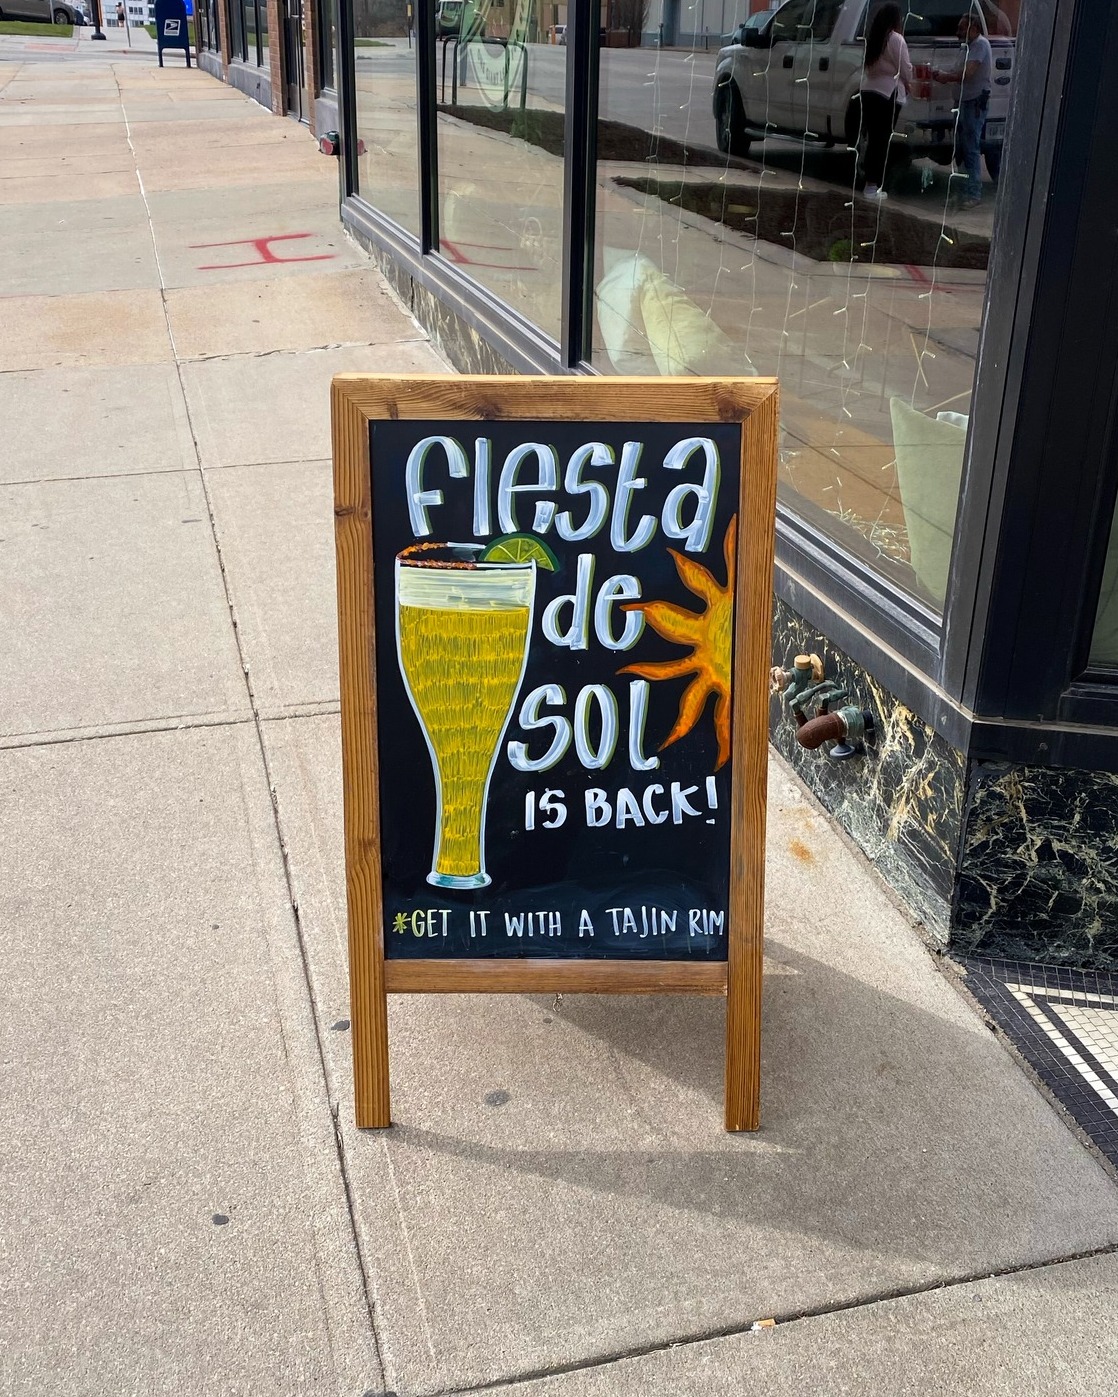 fiesta
de
sol
IS BACK!
*GET IT WITH A TAJIN RIM